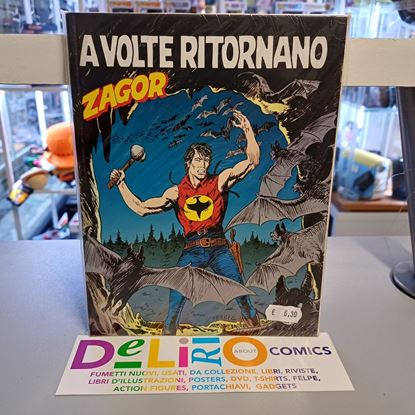 A VOLTE RITORNANO
ZAGOR
€ 6,30
DeLiRIO ABOUT COMICS
FUMETTI NUOVI, USATI, DA COLLEZIONE, LIBRI, RIVISTE,
LIBRI D'ILLUSTRAZIONI, POSTERS, DVD, T-SHIRTS, FELPE,
ACTION FIGURES, PORTACHIAVI, GADGETS